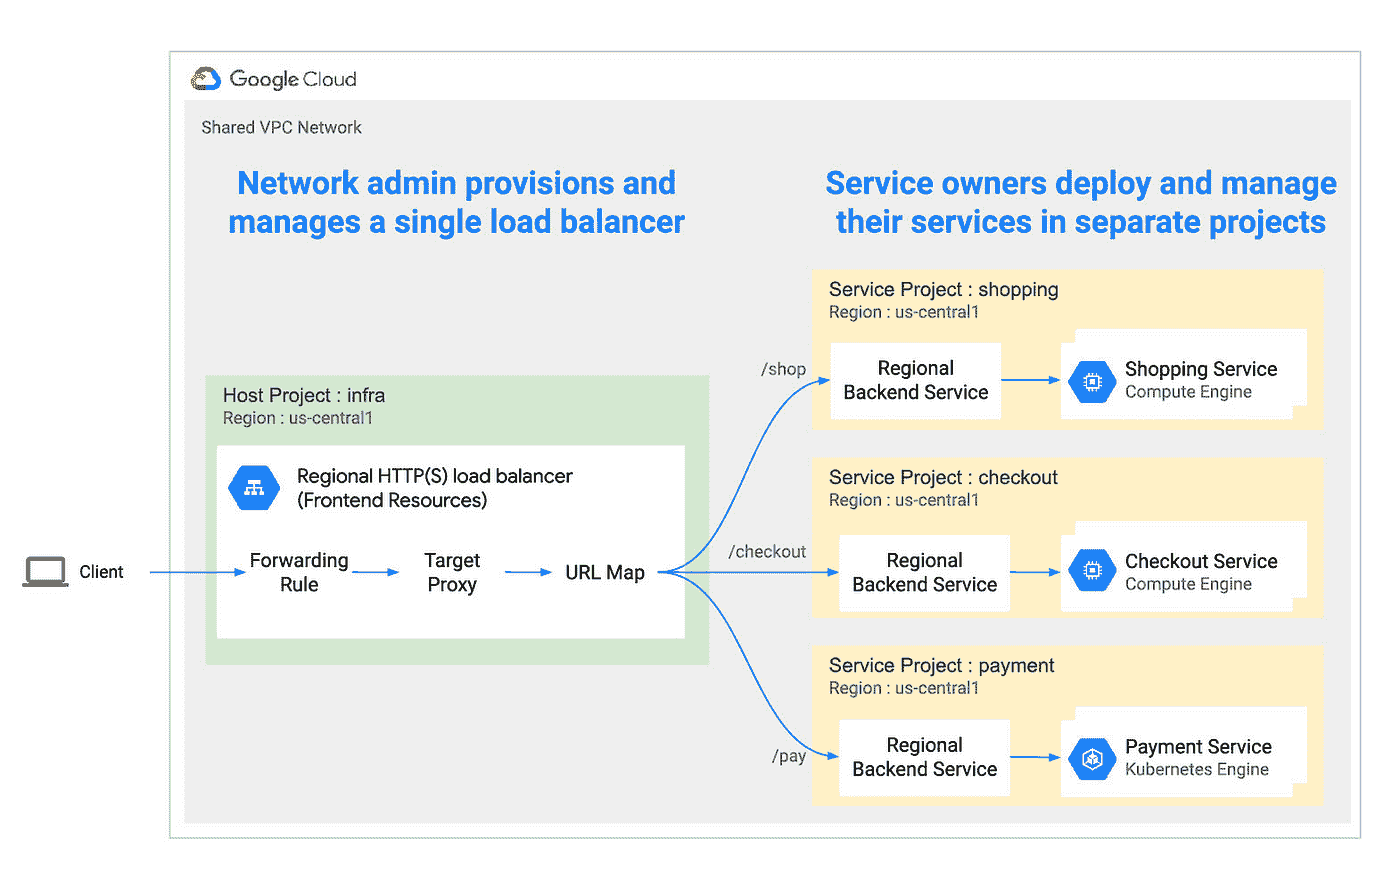 Google Cloud
Shared VPC Network
Network admin provisions and
manages a single load balancer
Service owners deploy and manage
their services in separate projects
Host Project : infra
Region : us-central1
Regional HTTP(S) load balancer
(Frontend Resources)
Client
Forwarding
Rule
Target
Proxy
URL Map
/shop
/checkout
/pay
Service Project : shopping
Region : us-central1
Regional
Backend Service
Shopping Service
Compute Engine
Service Project : checkout
Region : us-central1
Regional
Backend Service
Checkout Service
Compute Engine
Service Project : payment
Region : us-central1
Regional
Backend Service
Payment Service
Kubernetes Engine